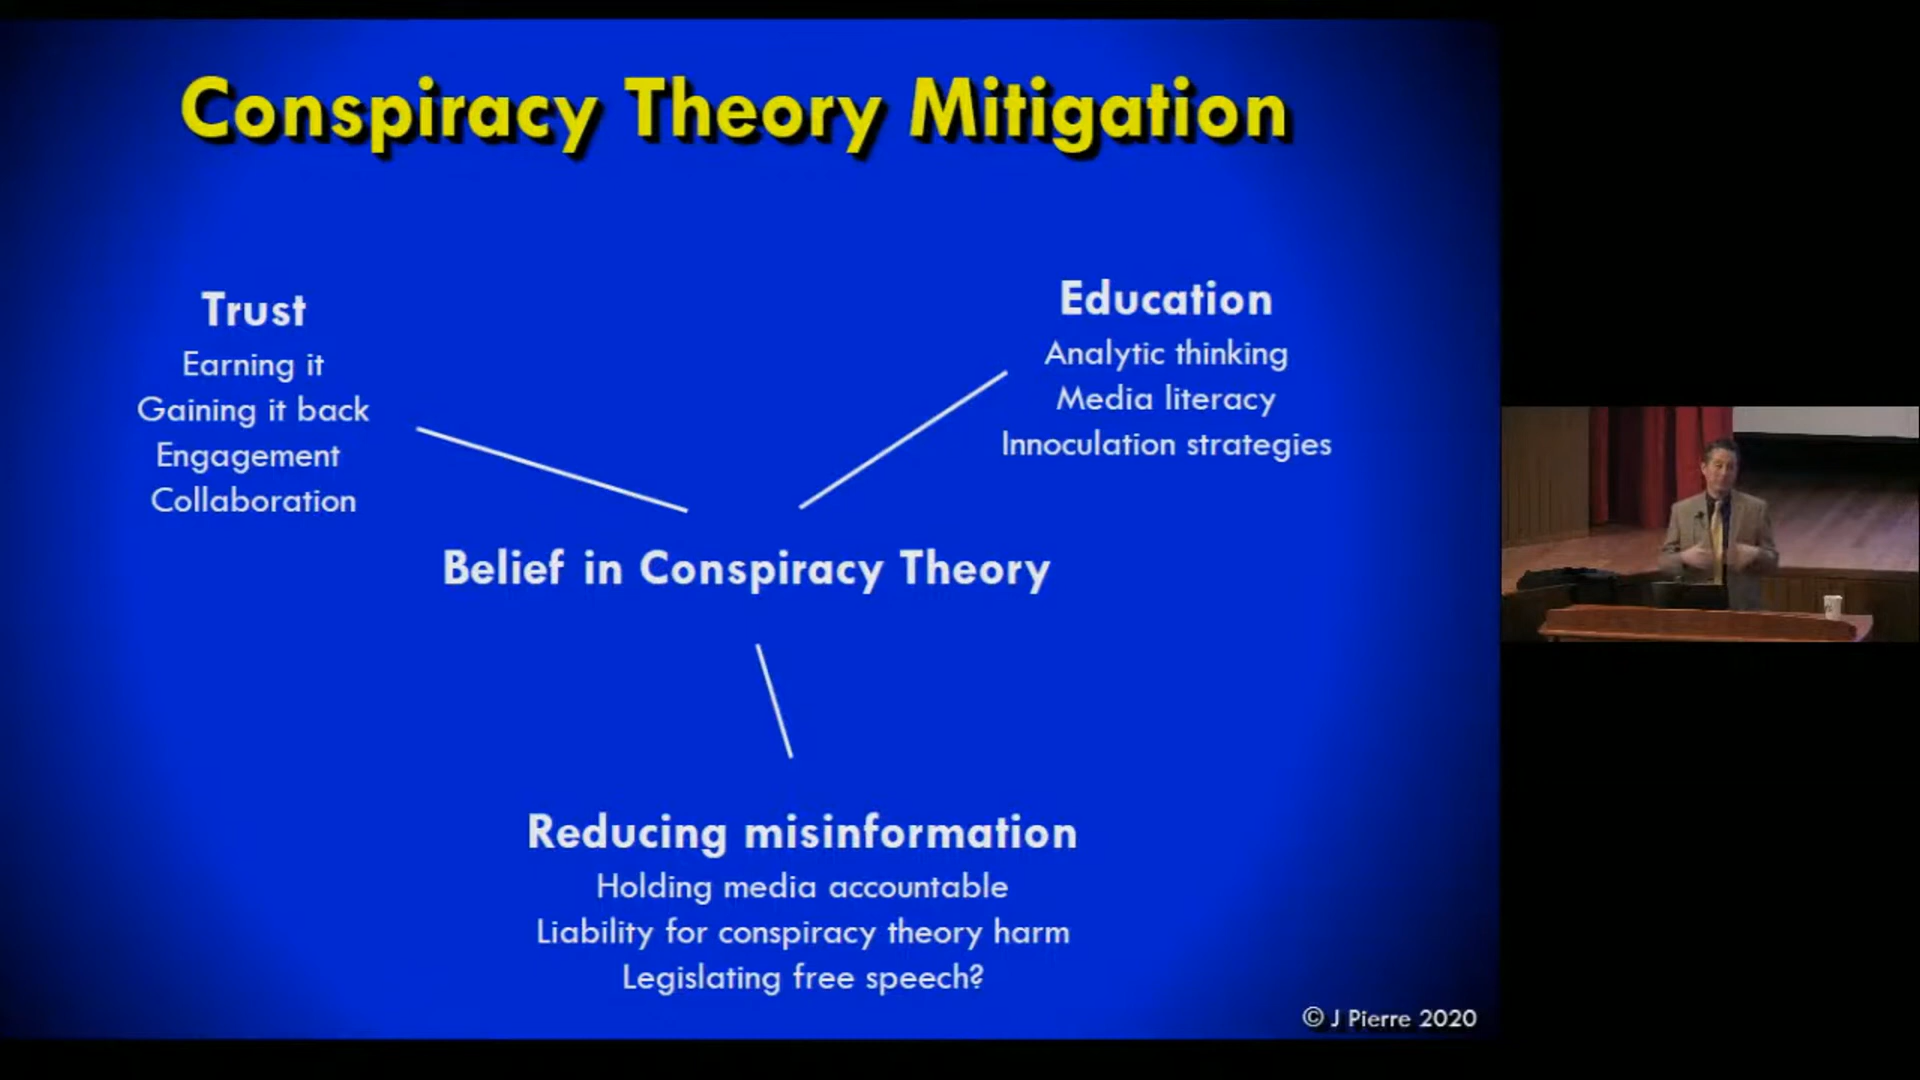 Conspiracy Theory Mitigation
Trust
Earning it
Gaining it back
Engagement
Collaboration
Education
Analytic thinking
Media literacy
Innoculation strategies
Belief in Conspiracy Theory
Reducing misinformation
Holding media accountable
Liability for conspiracy theory harm
Legislating free speech?
© J Pierre 2020